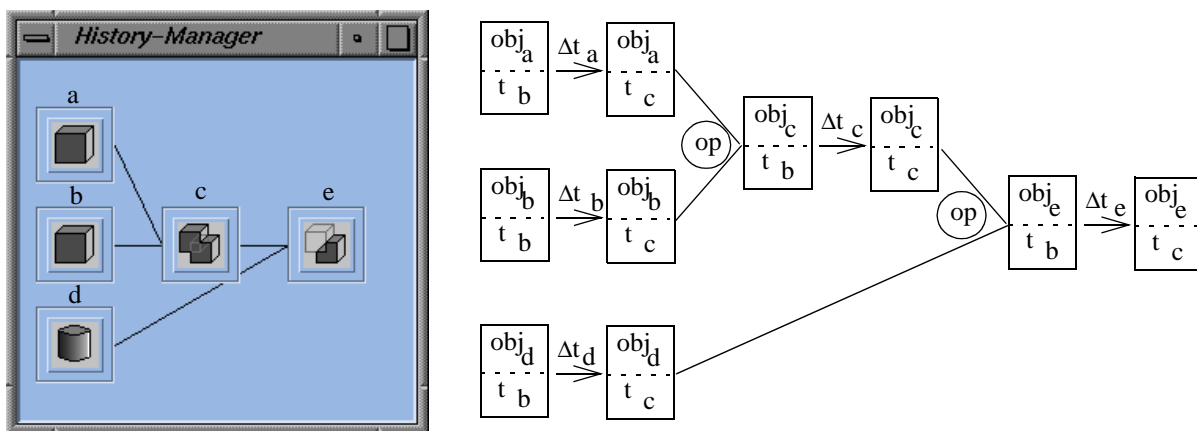 History-Manager
a
b
c
e
d
obj_a
t_b
Δt_a
obj_a
t_c
op
obj_b
t_b
Δt_b
obj_b
t_c
obj_c
t_b
Δt_c
obj_c
t_c
op
obj_d
t_b
Δt_d
obj_d
t_c
obj_e
t_b
Δt_e
obj_e
t_c